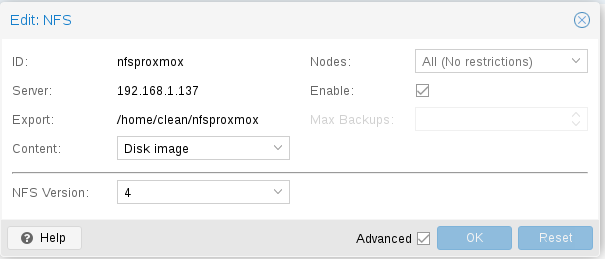 Edit: NFS
ID: nfsproxmox Nodes: All (No restrictions)
Server: 192.168.1.137 Enable:
Export: /home/clean/nfsproxmox Max Backups:
Content: Disk image
NFS Version: 4
Help Advanced OK Reset